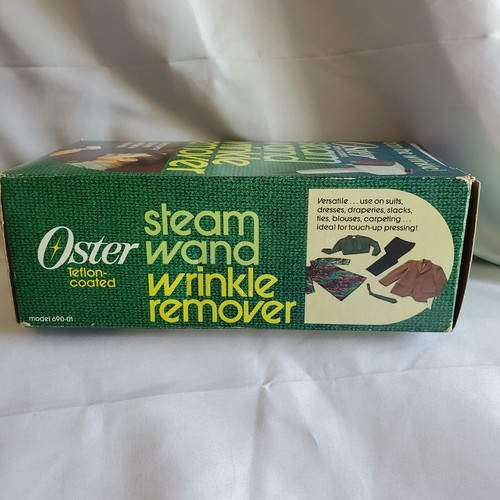 Oster
Teflon-
coated
steam
wand
wrinkle
remover
Versatile ... use on suits,
dresses, draperies, slacks,
ties, blouses, carpeting ...
ideal for touch-up pressing!
model 690-01
Oster